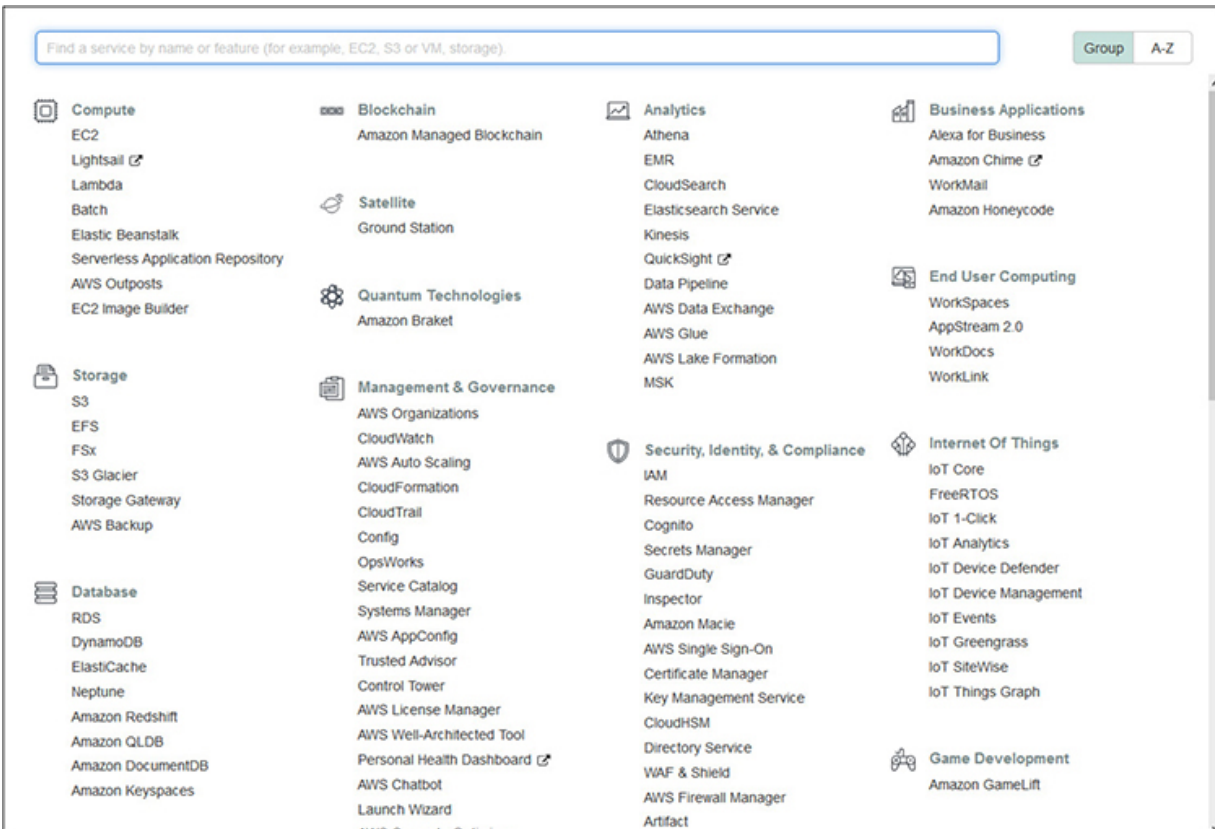 Find a service by name or feature (for example, EC2, S3 or VM, storage).
Group
A-Z
Compute
EC2
Lightsail
Lambda
Batch
Elastic Beanstalk
Serverless Application Repository
AWS Outposts
EC2 Image Builder
Storage
S3
EFS
FSx
S3 Glacier
Storage Gateway
AWS Backup
Database
RDS
DynamoDB
ElastiCache
Neptune
Amazon Redshift
Amazon QLDB
Amazon DocumentDB
Amazon Keyspaces
Blockchain
Amazon Managed Blockchain
Satellite
Ground Station
Quantum Technologies
Amazon Braket
Management & Governance
AWS Organizations
CloudWatch
AWS Auto Scaling
CloudFormation
CloudTrail
Config
OpsWorks
Service Catalog
Systems Manager
AWS AppConfig
Trusted Advisor
Control Tower
AWS License Manager
AWS Well-Architected Tool
Personal Health Dashboard
AWS Chatbot
Launch Wizard
Analytics
Athena
EMR
CloudSearch
Elasticsearch Service
Kinesis
QuickSight
Data Pipeline
AWS Data Exchange
AWS Glue
AWS Lake Formation
MSK
Security, Identity, & Compliance
IAM
Resource Access Manager
Cognito
Secrets Manager
GuardDuty
Inspector
Amazon Macie
AWS Single Sign-On
Certificate Manager
Key Management Service
CloudHSM
Directory Service
WAF & Shield
AWS Firewall Manager
Artifact
Business Applications
Alexa for Business
Amazon Chime
WorkMail
Amazon Honeycode
End User Computing
WorkSpaces
AppStream 2.0
WorkDocs
WorkLink
Internet Of Things
IoT Core
FreeRTOS
IoT 1-Click
IoT Analytics
IoT Device Defender
IoT Device Management
IoT Events
IoT Greengrass
IoT SiteWise
IoT Things Graph
Game Development
Amazon GameLift